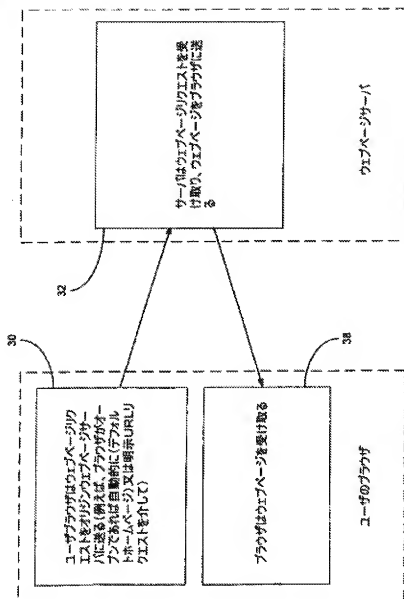 30
ユーザブラウザはウェブページリク
エストをオリジンウェブページサー
バに送る(例えば、ブラウザがオー
プンであれば自動的に(デフォル
トホームページ)又は明示URLリ
クエストを介して)
32
サーバはウェブページリクエストを受
け取り、ウェブページをブラウザに送
る
38
ブラウザはウェブページを受け取る
ユーザのブラウザ
ウェブページサーバ